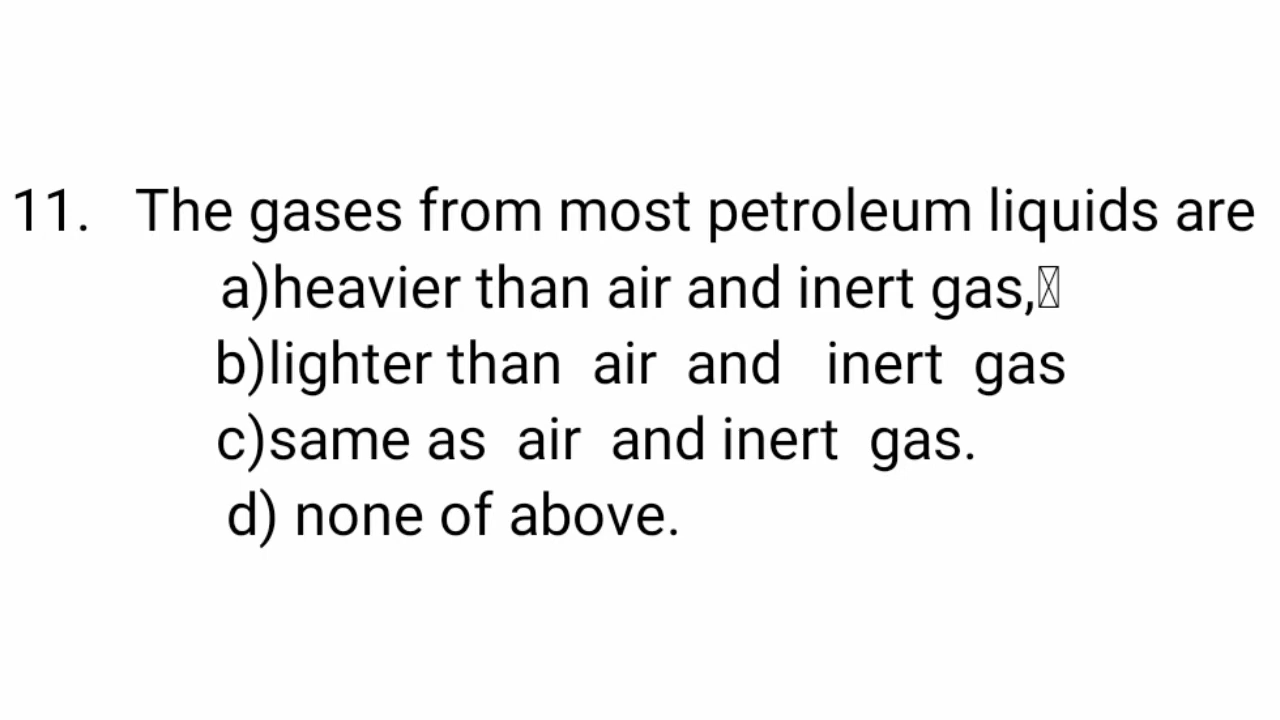 11. The gases from most petroleum liquids are
a)heavier than air and inert gas,
b)lighter than air and inert gas
c)same as air and inert gas.
d) none of above.